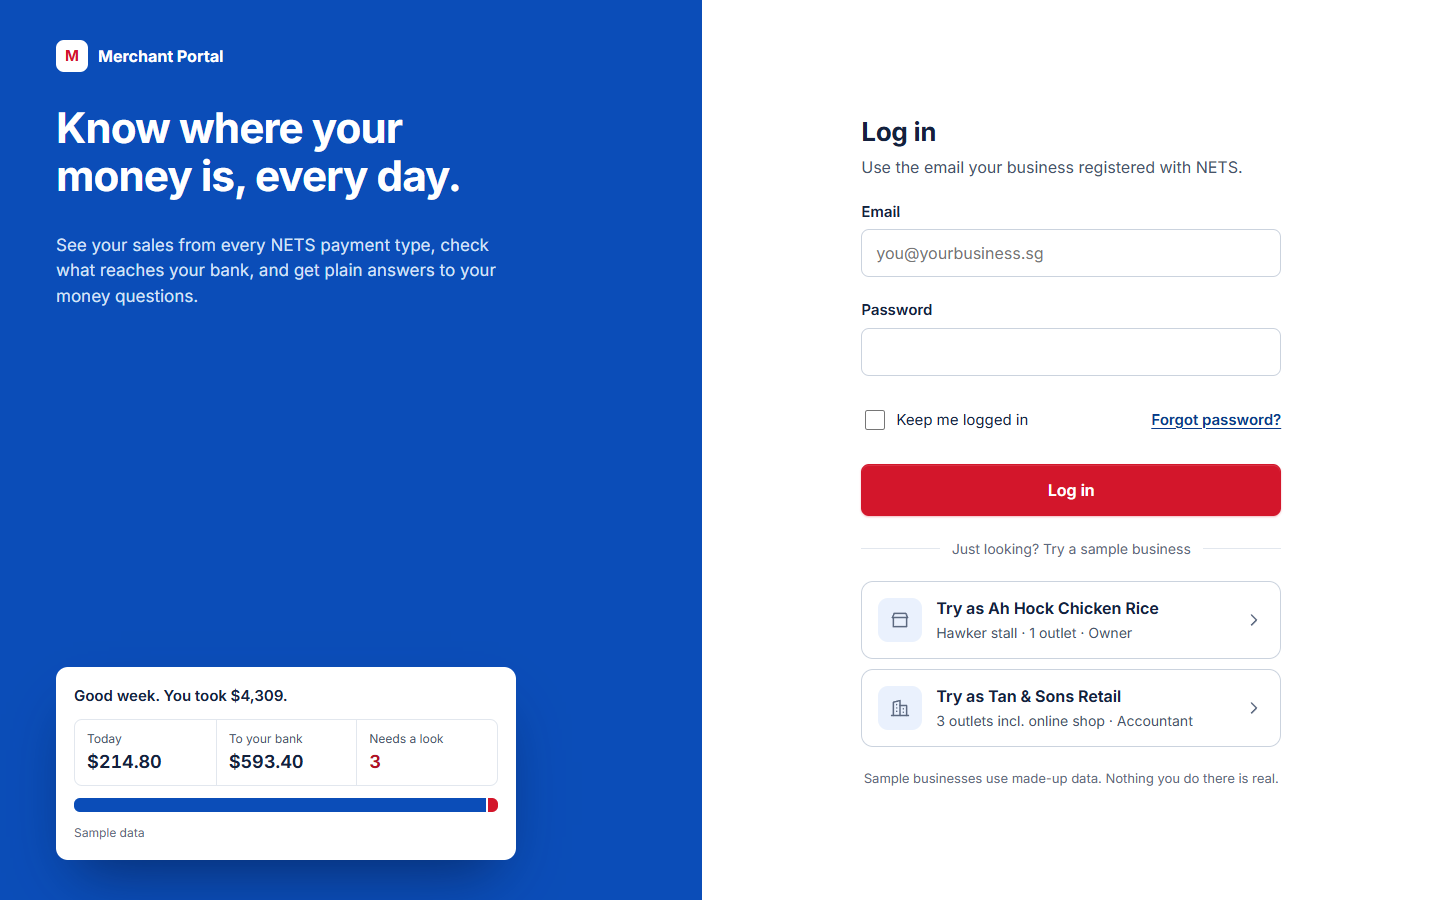 M Merchant Portal
Know where your
money is, every day.
See your sales from every NETS payment type, check
what reaches your bank, and get plain answers to your
money questions.
Good week. You took $4,309.
Today
$214.80
To your bank
$593.40
Needs a look
3
Sample data
Log in
Use the email your business registered with NETS.
Email
you@yourbusiness.sg
Password
Keep me logged in
Forgot password?
Log in
Just looking? Try a sample business
Try as Ah Hock Chicken Rice
Hawker stall · 1 outlet · Owner
Try as Tan & Sons Retail
3 outlets incl. online shop · Accountant
Sample businesses use made-up data. Nothing you do there is real.